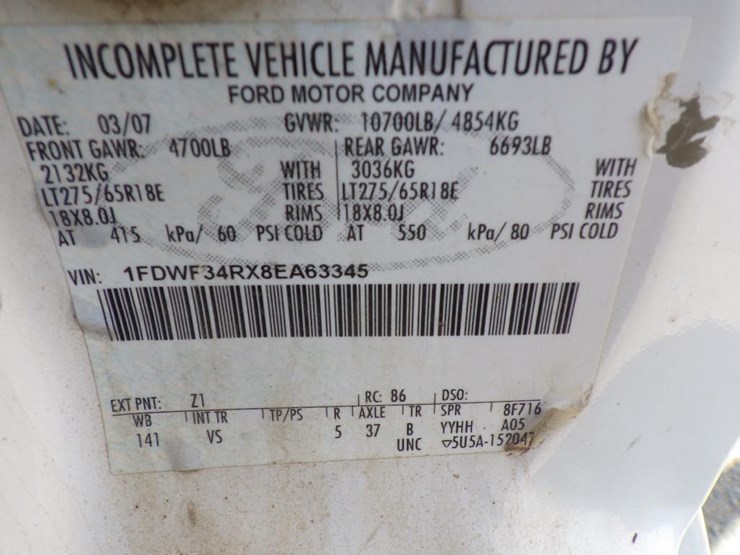 INCOMPLETE VEHICLE MANUFACTURED BY
FORD MOTOR COMPANY
DATE: 03/07 GVWR: 10700LB/ 4854KG
FRONT GAWR: 4700LB REAR GAWR: 6693LB
2132KG WITH 3036KG WITH
LT275/65R18E TIRES LT275/65R18E TIRES
18X8.0J RIMS 18X8.0J RIMS
AT 415 kPa/ 60 PSI COLD AT 550 kPa/ 80 PSI COLD
VIN: 1FDWF34RX8EA63345
EXT PNT: Z1 RC: 86 DSO:
WB INT TR TP/PS R AXLE TR SPR 8F716
141 VS 5 37 B YYHH A05
UNC ▽5U5A-152047